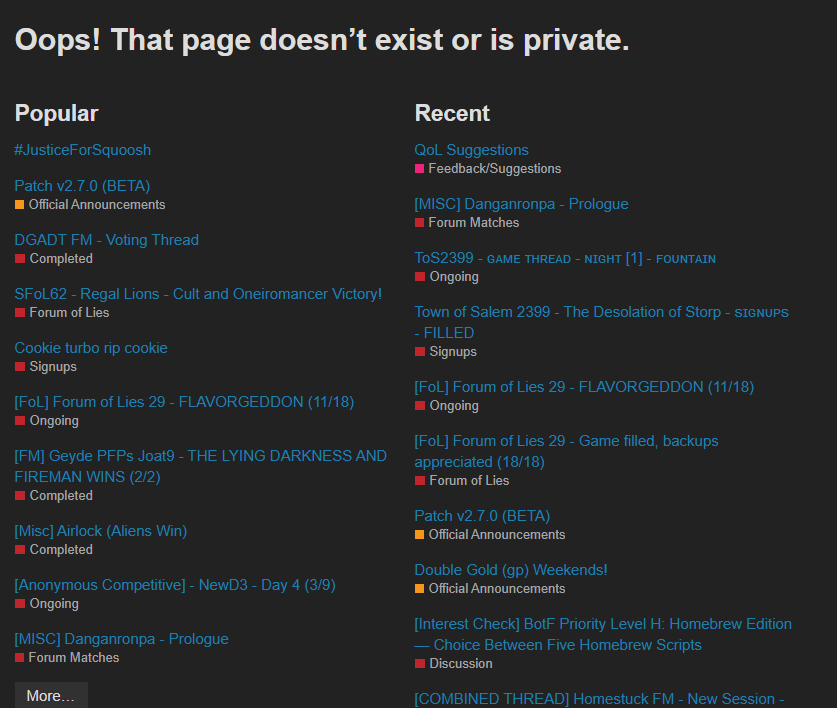 Oops! That page doesn’t exist or is private.
Popular
#JusticeForSquoosh
Patch v2.7.0 (BETA)
Official Announcements
DGADT FM - Voting Thread
Completed
SFoL62 - Regal Lions - Cult and Oneiromancer Victory!
Forum of Lies
Cookie turbo rip cookie
Signups
[FoL] Forum of Lies 29 - FLAVORGEDDON (11/18)
Ongoing
[FM] Geyde PFPs Joat9 - THE LYING DARKNESS AND
FIREMAN WINS (2/2)
Completed
[Misc] Airlock (Aliens Win)
Completed
[Anonymous Competitive] - NewD3 - Day 4 (3/9)
Ongoing
[MISC] Danganronpa - Prologue
Forum Matches
More…
Recent
QoL Suggestions
Feedback/Suggestions
[MISC] Danganronpa - Prologue
Forum Matches
ToS2399 - ɢᴀᴍᴇ ᴛʜʀᴇᴀᴅ - ɴɪɢʜᴛ [1] - ғᴏᴜɴᴛᴀɪɴ
Ongoing
Town of Salem 2399 - The Desolation of Storp - sɪɢɴᴜᴘs
- FILLED
Signups
[FoL] Forum of Lies 29 - FLAVORGEDDON (11/18)
Ongoing
[FoL] Forum of Lies 29 - Game filled, backups
appreciated (18/18)
Forum of Lies
Patch v2.7.0 (BETA)
Official Announcements
Double Gold (gp) Weekends!
Official Announcements
[Interest Check] BotF Priority Level H: Homebrew Edition
— Choice Between Five Homebrew Scripts
Discussion
[COMBINED THREAD] Homestuck FM - New Session -